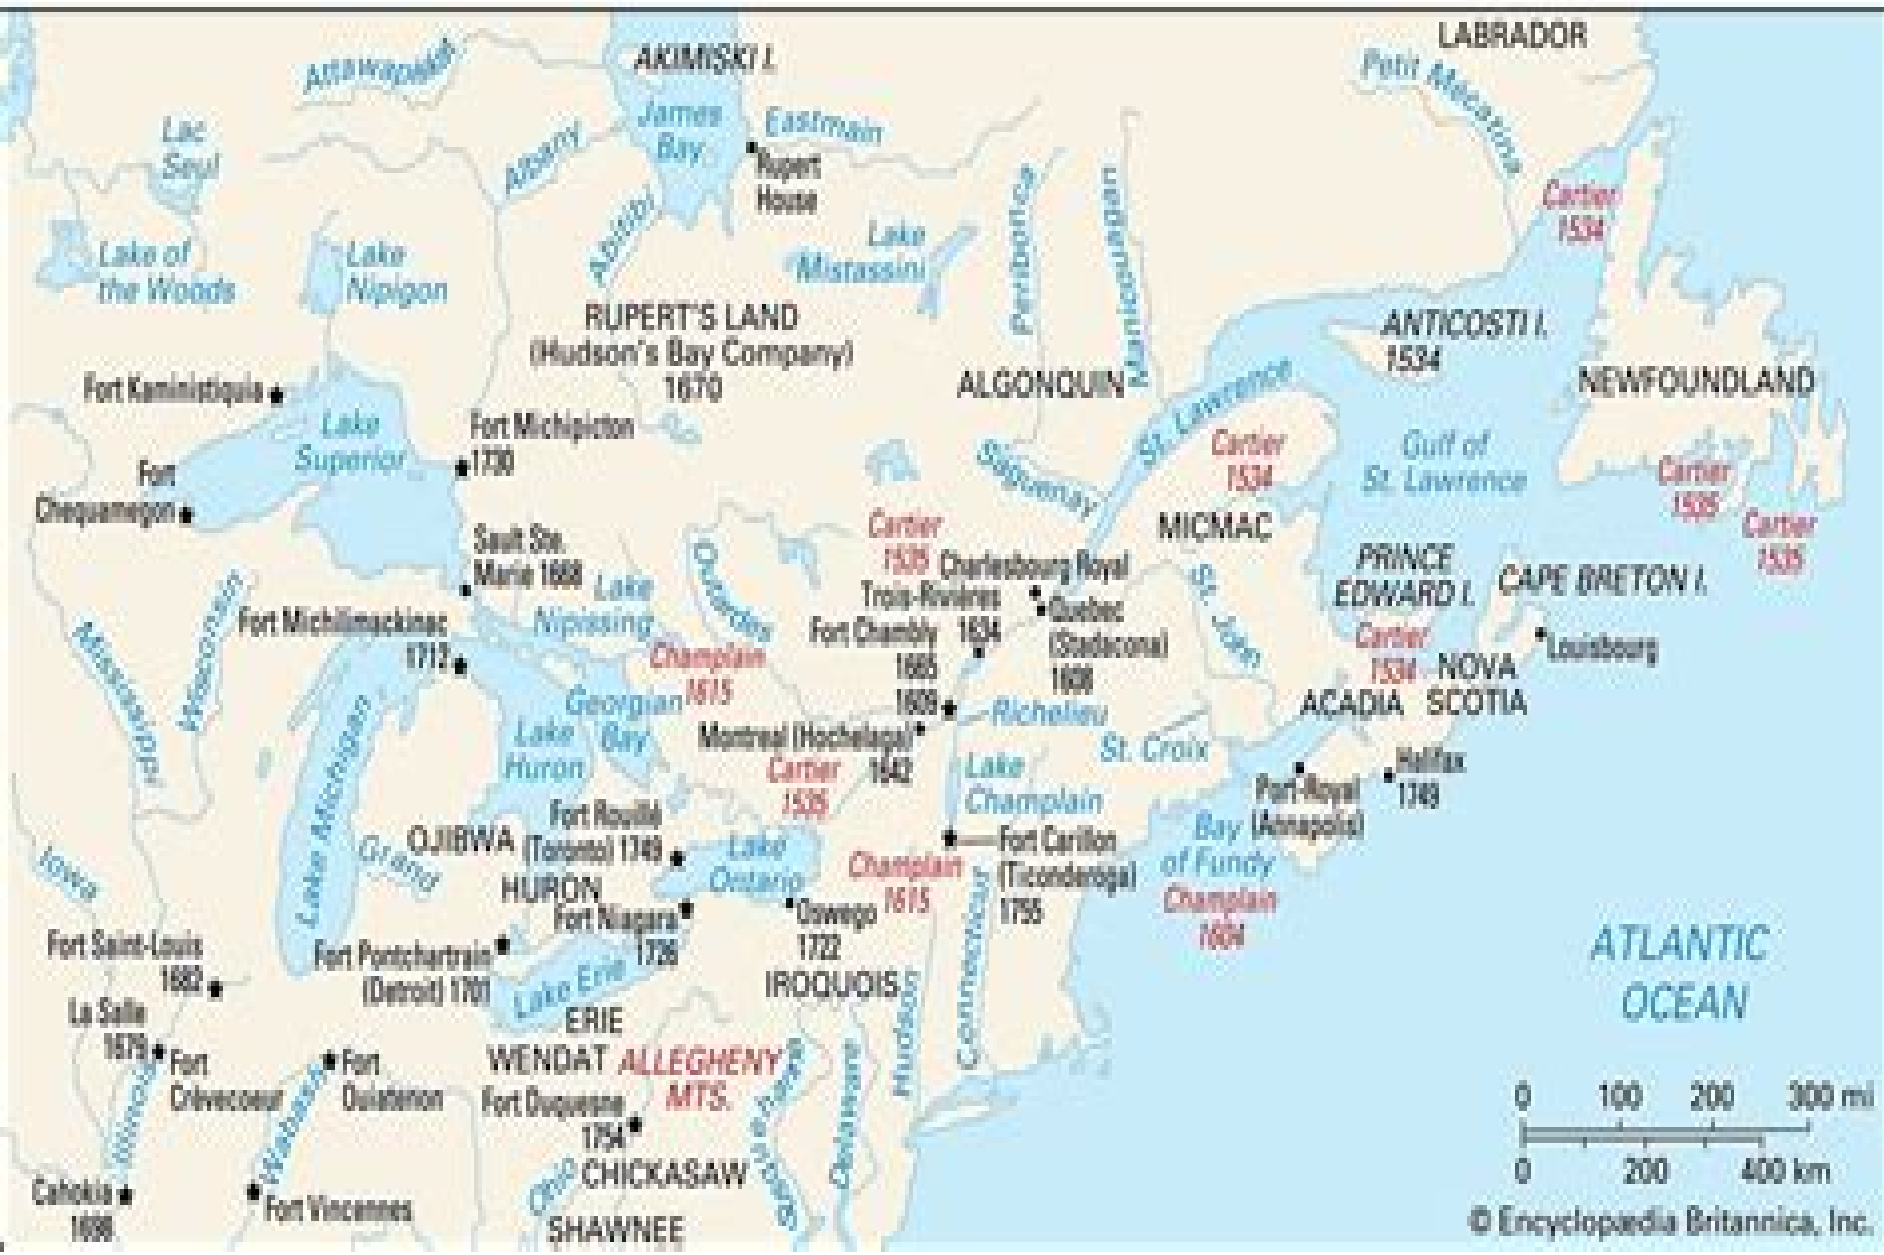 LABRADOR
AKIMISKI I.
Attawapiskat
Petit Mécatina
James
Bay
Eastmain
Lac
Seul
Albany
Rupert
House
Abitibi
Peribonca
Manicouagan
Cartier
1534
Lake of
the Woods
Lake
Nipigon
Lake
Mistassini
RUPERT'S LAND
(Hudson's Bay Company)
1670
ANTICOSTI I.
1534
ALGONQUIN
NEWFOUNDLAND
Fort Kaministiquia
St. Lawrence
Lake
Superior
Fort Michipicton
1730
Cartier
1534
Gulf of
St. Lawrence
Fort
Chequamegon
Saguenay
Cartier
1535
Cartier
1535
MICMAC
Sault Ste.
Marie 1668
Outardes
Cartier
1535
Charlesbourg Royal
PRINCE
EDWARD I.
CAPE BRETON I.
Wisconsin
Lake
Nipissing
Trois-Rivières
1634
Quebec
(Stadacona)
1608
St. John
Mississippi
Fort Michilimackinac
1712
Fort Chambly
1665
1609
Champlain
1615
Cartier
1534
Louisbourg
NOVA
SCOTIA
ACADIA
Georgian
Bay
Lake
Huron
Richelieu
Lake Michigan
Montreal (Hochelaga)
1642
Cartier
1535
St. Croix
Lake
Champlain
Halifax
1749
Port-Royal
(Annapolis)
Fort Rouillé
(Toronto) 1749
OJIBWA
Grand
Lake
Ontario
Fort Carillon
(Ticonderoga)
1755
Bay
of Fundy
Champlain
1604
Iowa
HURON
Champlain
1615
Fort Niagara
1726
Oswego
1722
Connecticut
Fort Saint-Louis
1682
Fort Pontchartrain
(Detroit) 1701
Lake Erie
IROQUOIS
ATLANTIC
OCEAN
La Salle
1679
ERIE
Hudson
Fort
Crèvecoeur
Fort
Ouiatenon
WENDAT
ALLEGHENY
MTS.
Illinois
Wabash
Fort Duquesne
1754
Susquehanna
Delaware
0 100 200 300 mi
0 200 400 km
Cahokia
1698
Fort Vincennes
Ohio
CHICKASAW
SHAWNEE
© Encyclopædia Britannica, Inc.